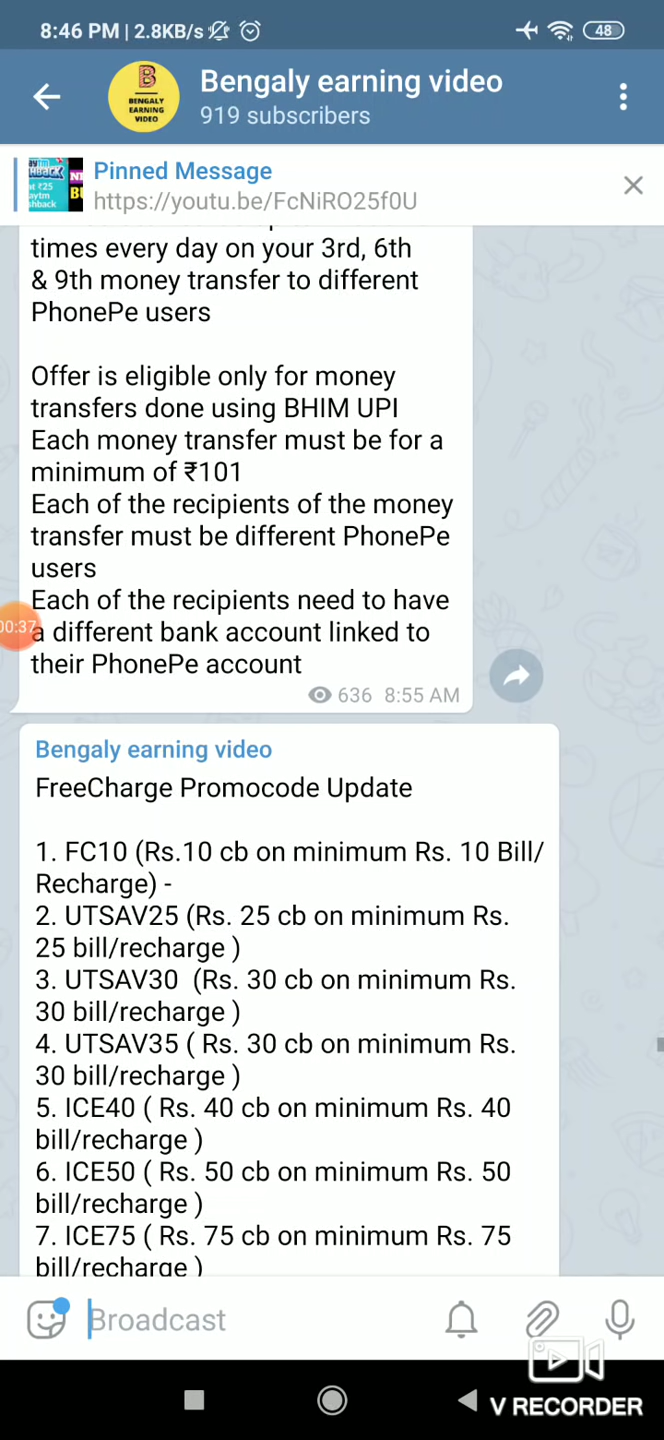 8:46 PM | 2.8KB/s
48
Bengaly earning video
919 subscribers
B
BENGALY
EARNING
VIDEO
Pinned Message
https://youtu.be/FcNiRO25f0U
times every day on your 3rd, 6th
& 9th money transfer to different
PhonePe users
Offer is eligible only for money
transfers done using BHIM UPI
Each money transfer must be for a
minimum of ₹101
Each of the recipients of the money
transfer must be different PhonePe
users
Each of the recipients need to have
00:37
a different bank account linked to
their PhonePe account
636 8:55 AM
Bengaly earning video
FreeCharge Promocode Update
1. FC10 (Rs.10 cb on minimum Rs. 10 Bill/
Recharge) -
2. UTSAV25 (Rs. 25 cb on minimum Rs.
25 bill/recharge )
3. UTSAV30  (Rs. 30 cb on minimum Rs.
30 bill/recharge )
4. UTSAV35 ( Rs. 30 cb on minimum Rs.
30 bill/recharge )
5. ICE40 ( Rs. 40 cb on minimum Rs. 40
bill/recharge )
6. ICE50 ( Rs. 50 cb on minimum Rs. 50
bill/recharge )
7. ICE75 ( Rs. 75 cb on minimum Rs. 75
bill/recharge )
Broadcast
V RECORDER